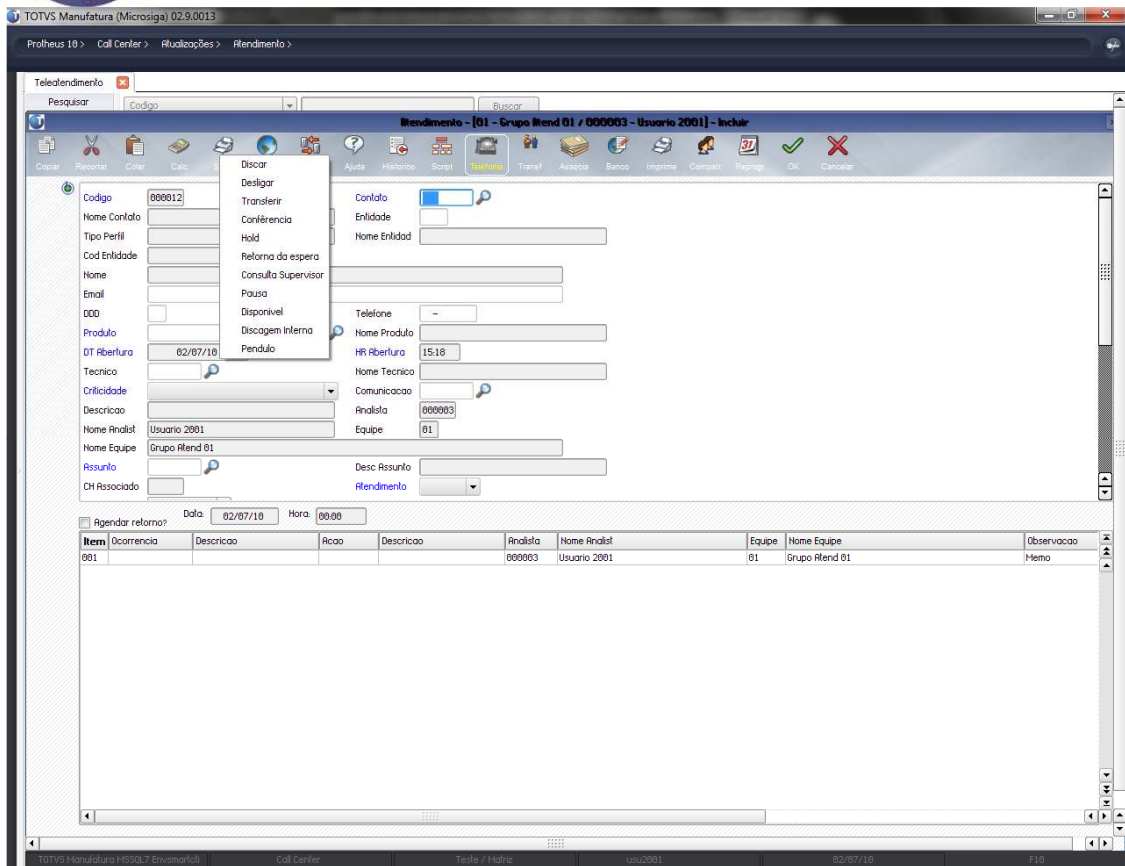 TOTVS Manufatura (Microsiga) 02.9.0013
Protheus 10 > Call Center > Atualizações > Atendimento >
Teleatendimento
Pesquisar Codigo Buscar
Atendimento - [01 - Grupo Atend 01 / 000003 - Usuario 2001] - Incluir
Copiar Recortar Colar Calc Ajuda Historico Script Telefonia Transf Associa Banco Imprime Compart Reprogr OK Cancelar
Discar
Desligar
Transferir
Confêrencia
Hold
Retorna da espera
Consulta Supervisor
Pausa
Disponivel
Discagem Interna
Pendulo
Codigo 000012 Contato
Nome Contato Entidade
Tipo Perfil Nome Entidad
Cod Entidade
Nome
Email
DDD Telefone -
Produto Nome Produto
DT Abertura 02/07/10 HR Abertura 15:18
Tecnico Nome Tecnico
Criticidade Comunicacao
Descricao Analista 000003
Nome Analist Usuario 2001 Equipe 01
Nome Equipe Grupo Atend 01
Assunto Desc Assunto
CH Associado Atendimento
Agendar retorno? Data: 02/07/10 Hora: 00:00
Item Ocorrencia Descricao Acao Descricao Analista Nome Analist Equipe Nome Equipe Observacao
001 000003 Usuario 2001 01 Grupo Atend 01 Memo
TOTVS Manufatura MSSQL7 Envsmartcti Call Center Teste / Matriz usu2001 02/07/10 F10